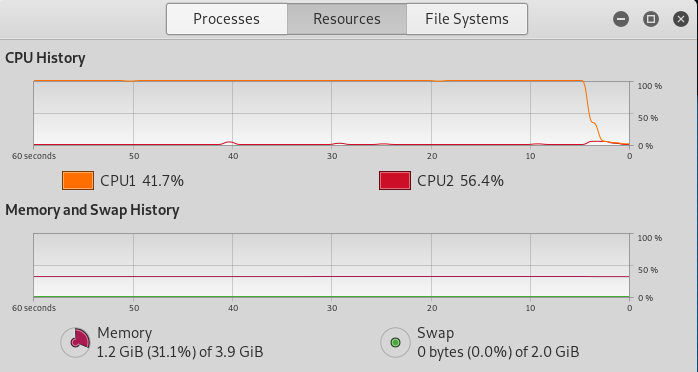 Processes Resources File Systems
CPU History
100 %
50 %
0 %
60 seconds 50 40 30 20 10 0
CPU1 41.7% CPU2 56.4%
Memory and Swap History
100 %
50 %
0 %
60 seconds 50 40 30 20 10 0
Memory Swap
1.2 GiB (31.1%) of 3.9 GiB 0 bytes (0.0%) of 2.0 GiB